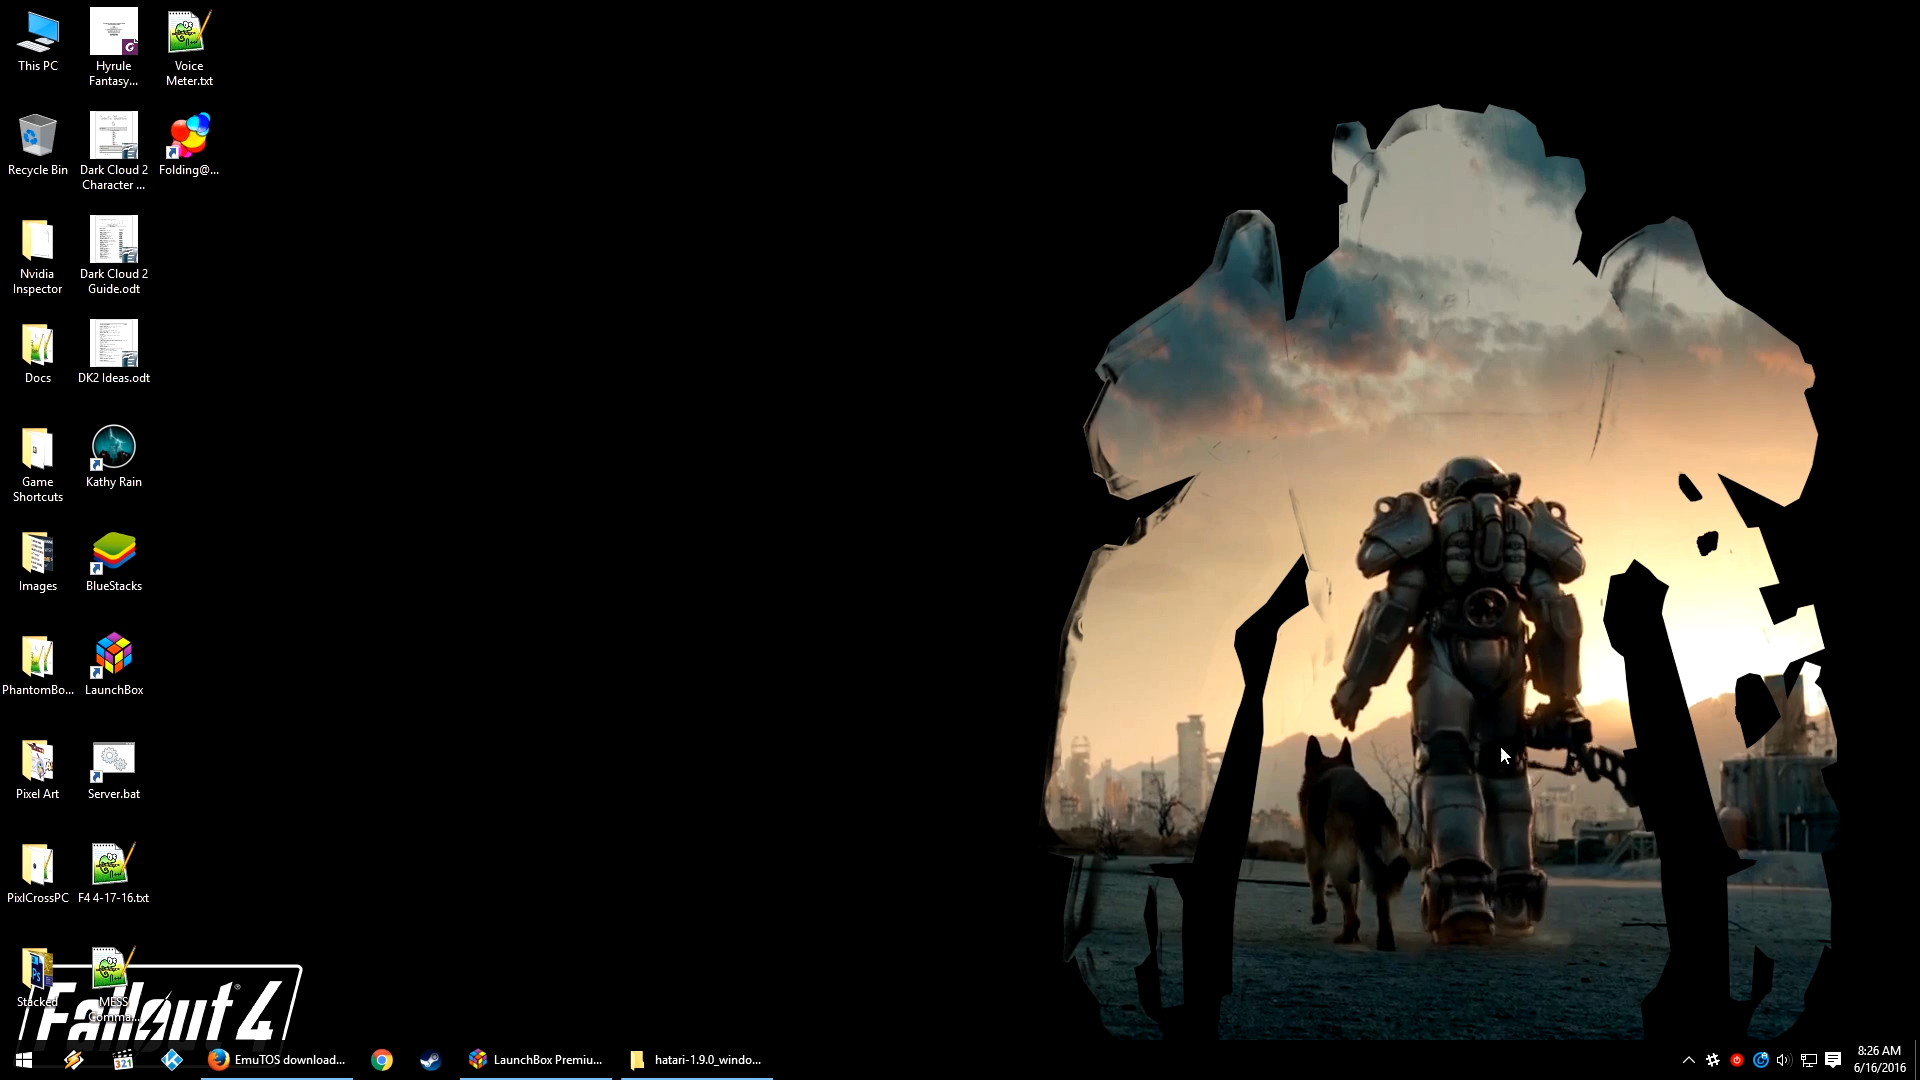 This PC
Hyrule
Fantasy...
Voice
Meter.txt
Recycle Bin
Dark Cloud 2
Character ...
Folding@...
Nvidia
Inspector
Dark Cloud 2
Guide.odt
Docs
DK2 Ideas.odt
Game
Shortcuts
Kathy Rain
Images
BlueStacks
PhantomBo...
LaunchBox
Pixel Art
Server.bat
PixlCrossPC
F4 4-17-16.txt
Stacked
MESS
Comma...
Fallout 4
EmuTOS download...
LaunchBox Premiu...
hatari-1.9.0_windo...
8:26 AM
6/16/2016